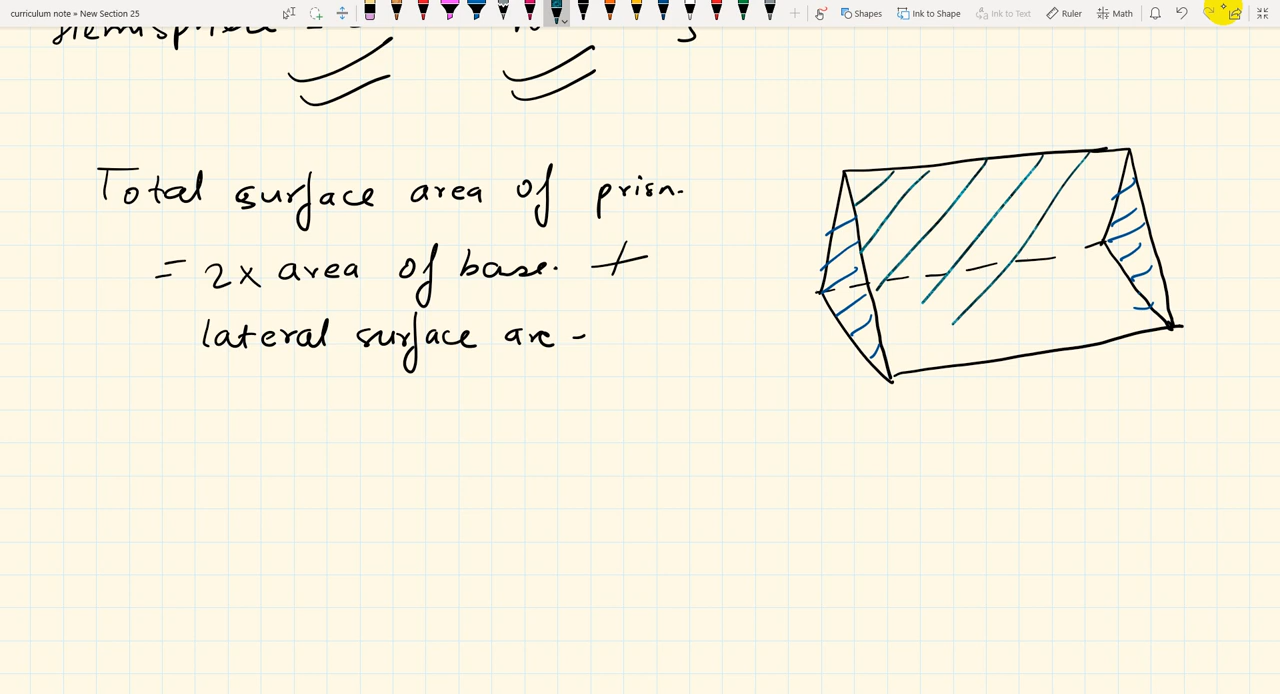 curriculum note » New Section 25
Shapes Ink to Shape Ink to Text Ruler Math
Total surface area of prism.
= 2x area of base. +
lateral surface are -